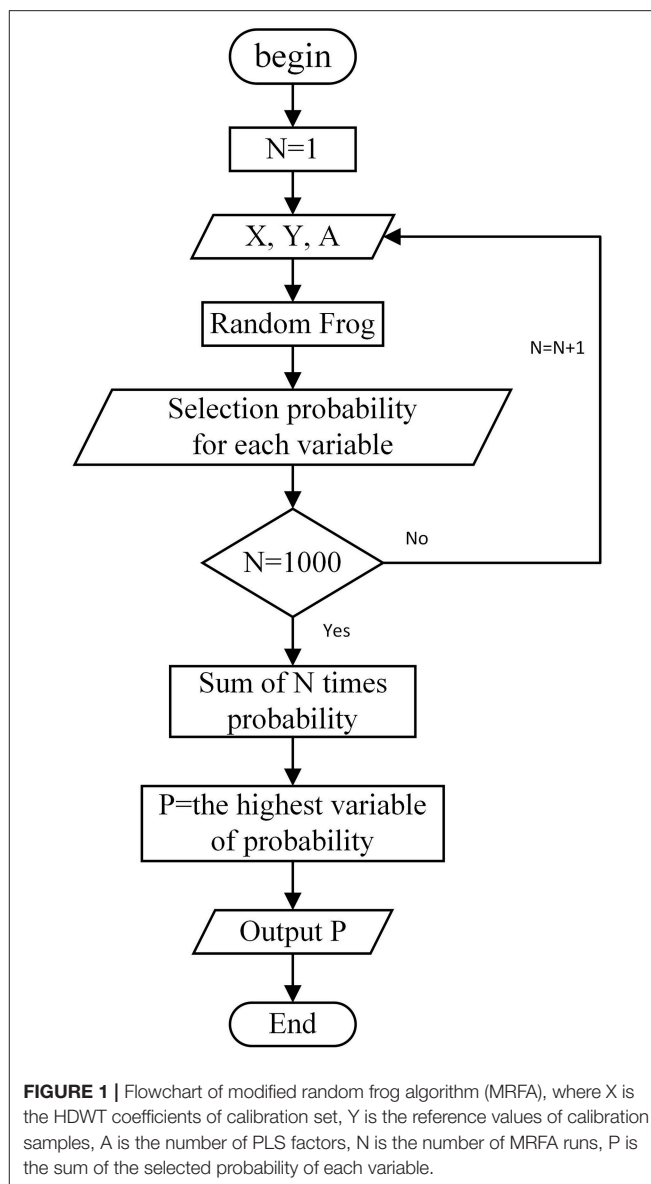 begin
N=1
X, Y, A
Random Frog
N=N+1
Selection probability
for each variable
N=1000
No
Yes
Sum of N times
probability
P=the highest variable
of probability
Output P
End
FIGURE 1 | Flowchart of modified random frog algorithm (MRFA), where X is
the HDWT coefficients of calibration set, Y is the reference values of calibration
samples, A is the number of PLS factors, N is the number of MRFA runs, P is
the sum of the selected probability of each variable.